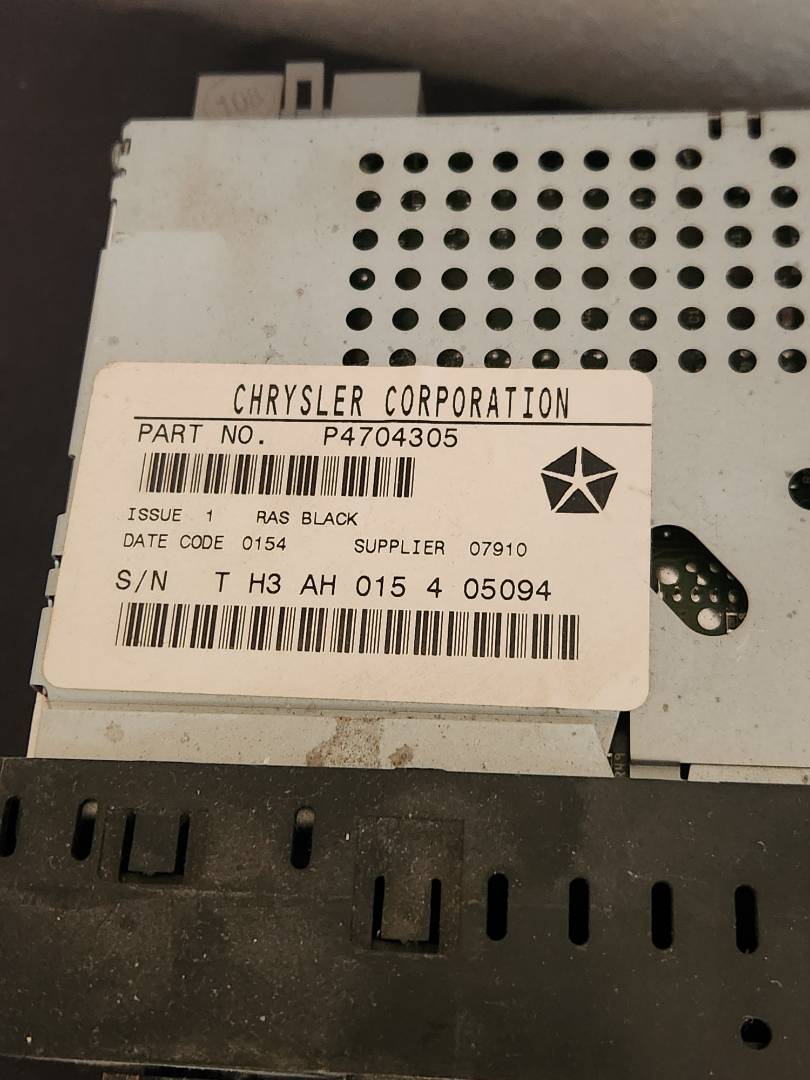 108
CHRYSLER CORPORATION
PART NO. P4704305
ISSUE 1 RAS BLACK
DATE CODE 0154 SUPPLIER 07910
S/N T H3 AH 015 4 05094